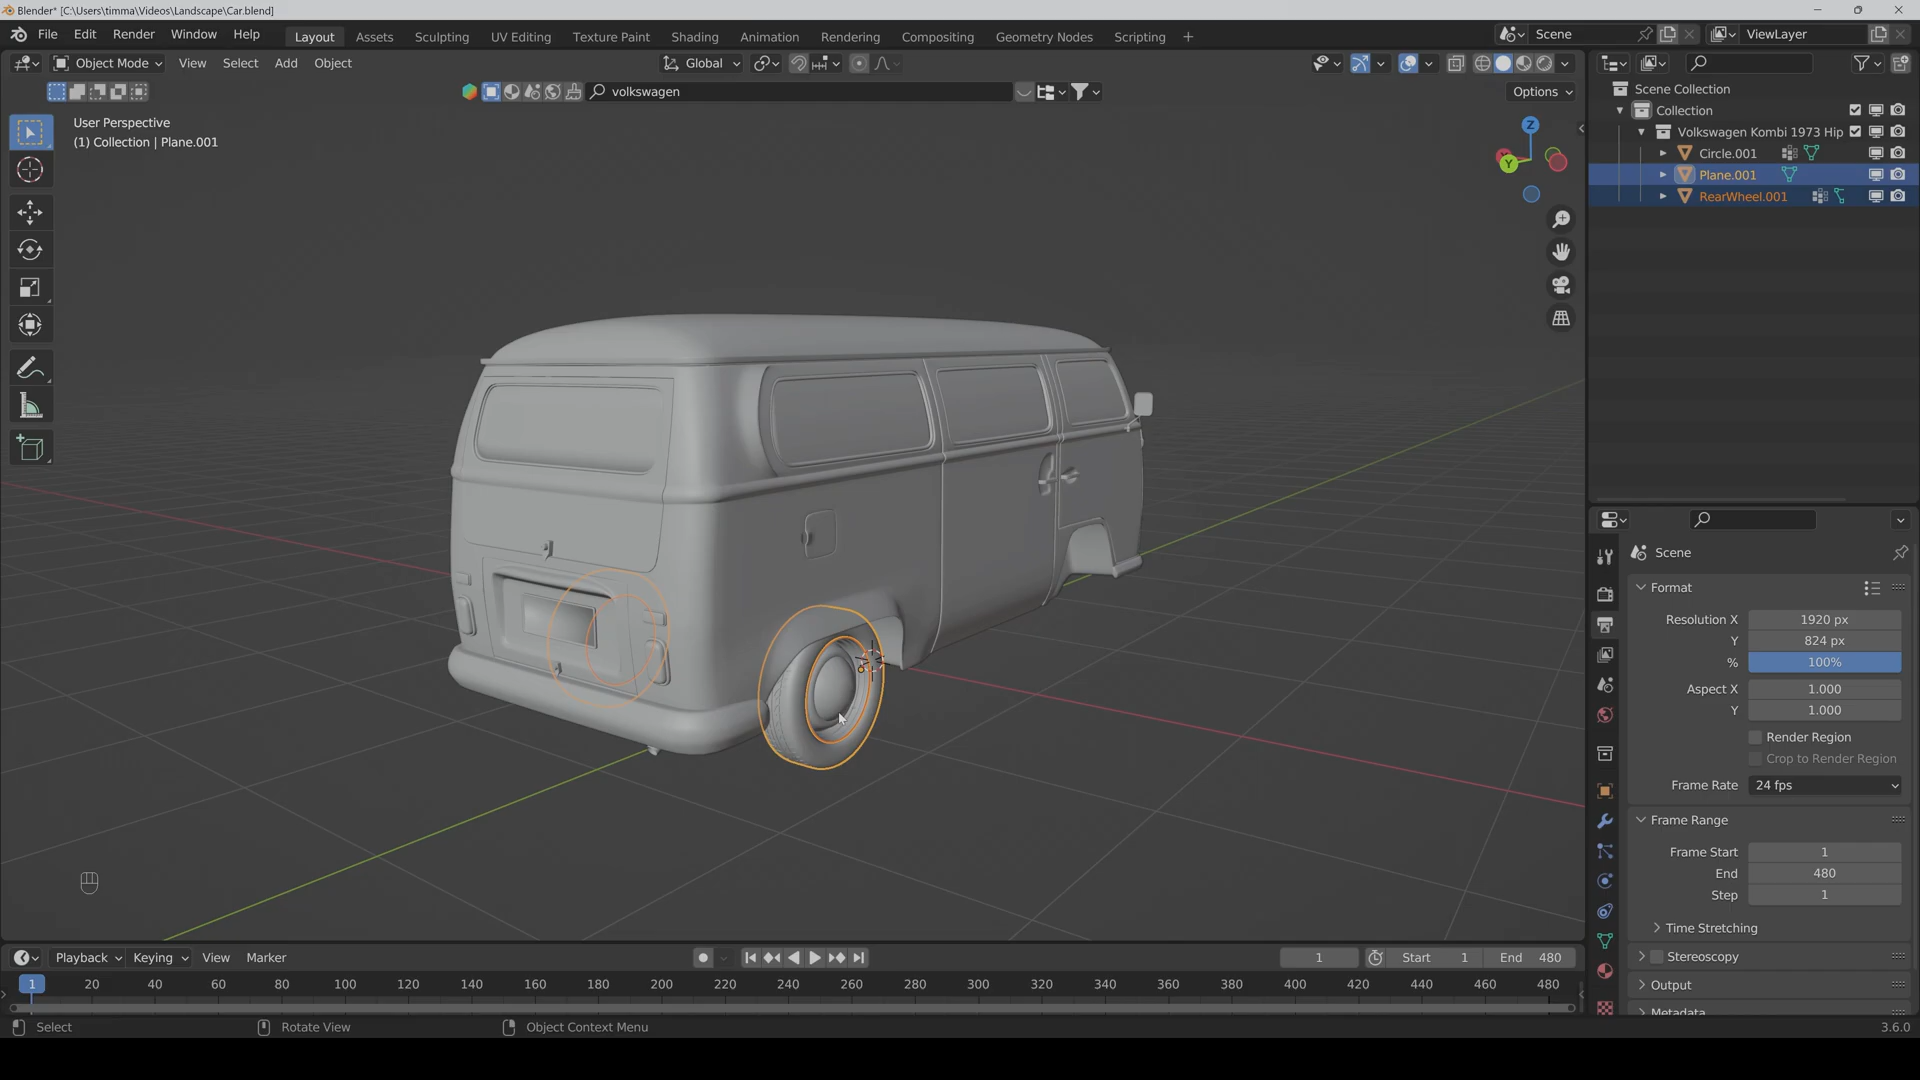 Blender* [C:\Users\timma\Videos\Landscape\Car.blend]
File Edit Render Window Help Layout Assets Sculpting UV Editing Texture Paint Shading Animation Rendering Compositing Geometry Nodes Scripting + Scene ViewLayer
Object Mode View Select Add Object Global
volkswagen Options
User Perspective
(1) Collection | Plane.001
Z
Y
Scene Collection
Collection
Volkswagen Kombi 1973 Hip
Circle.001
Plane.001
RearWheel.001
Scene
Format
Resolution X 1920 px
Y 824 px
% 100%
Aspect X 1.000
Y 1.000
Render Region
Crop to Render Region
Frame Rate 24 fps
Frame Range
Frame Start 1
End 480
Step 1
Time Stretching
Stereoscopy
Output
Metadata
Playback Keying View Marker 1 Start 1 End 480
1 20 40 60 80 100 120 140 160 180 200 220 240 260 280 300 320 340 360 380 400 420 440 460 480
Select Rotate View Object Context Menu 3.6.0